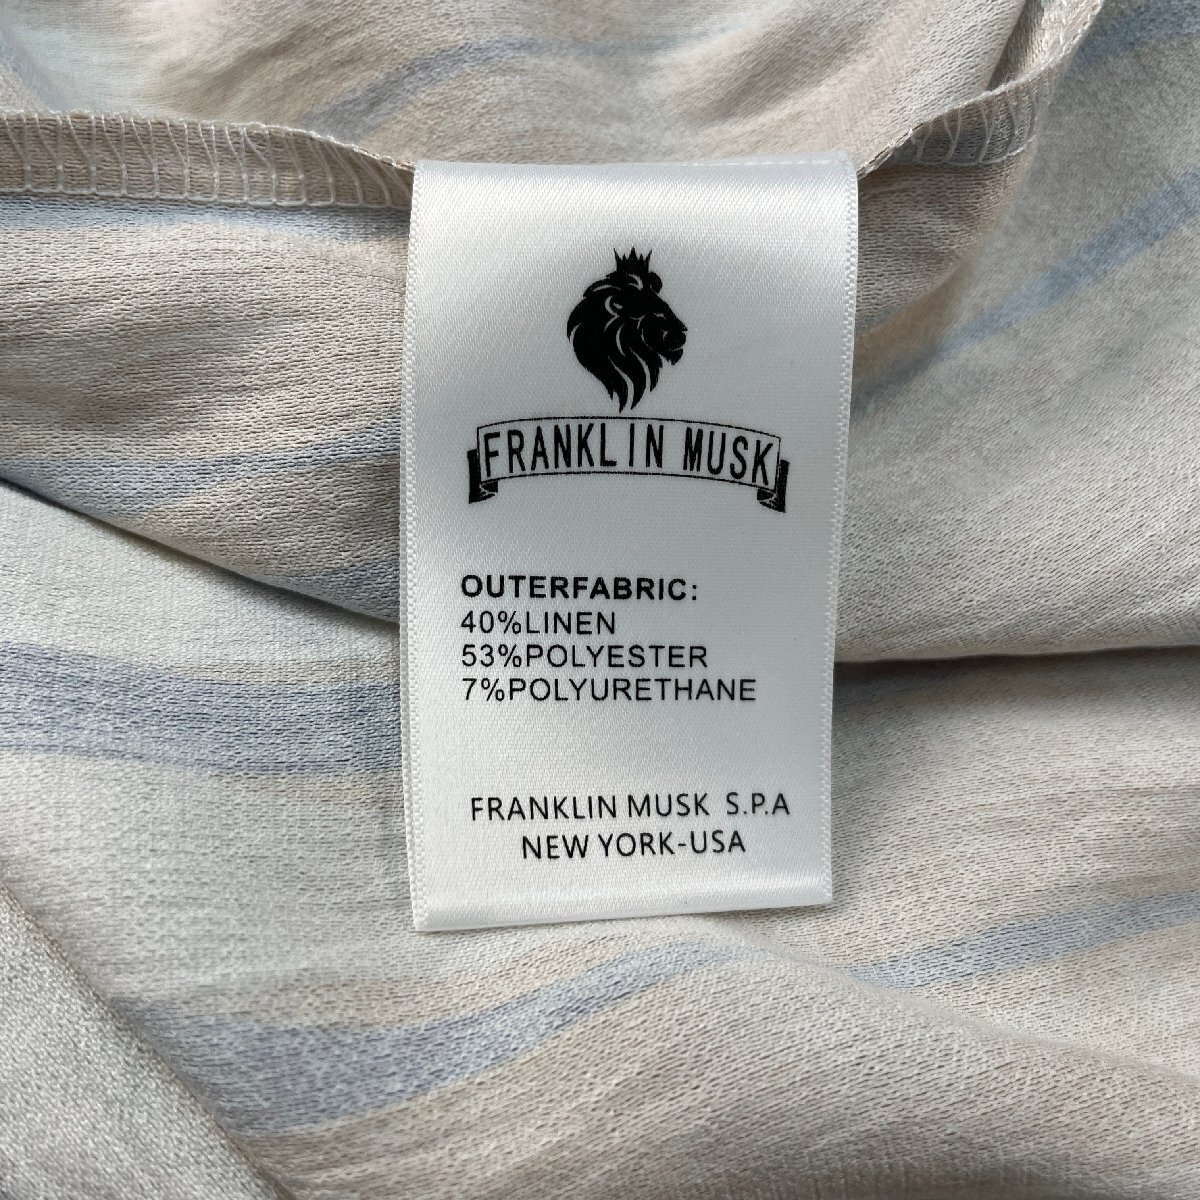 FRANKLIN MUSK
OUTERFABRIC:
40%LINEN
53%POLYESTER
7%POLYURETHANE
FRANKLIN MUSK S.P.A
NEW YORK-USA